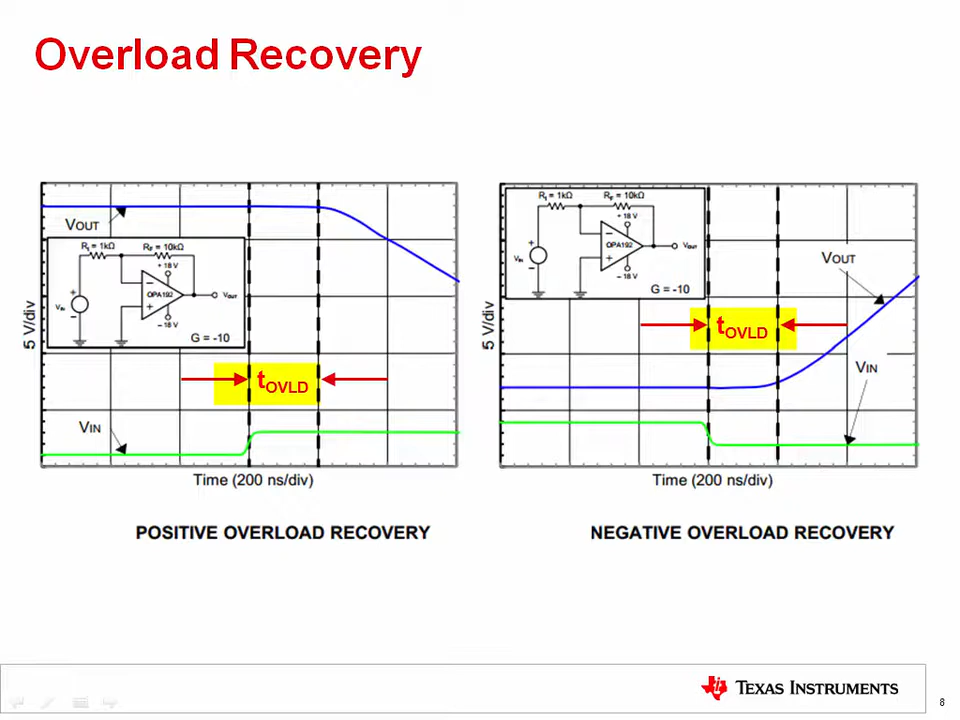 Overload Recovery
VOUT
RI = 1kΩ
RF = 10kΩ
+ 18 V
−
OPA192
+
VOUT
+
VIN
−
− 18 V
G = -10
5 V/div
tOVLD
VIN
Time (200 ns/div)
POSITIVE OVERLOAD RECOVERY
RI = 1kΩ
RF = 10kΩ
+ 18 V
−
OPA192
+
VOUT
+
VIN
−
− 18 V
G = -10
VOUT
5 V/div
tOVLD
VIN
Time (200 ns/div)
NEGATIVE OVERLOAD RECOVERY
TEXAS INSTRUMENTS
8